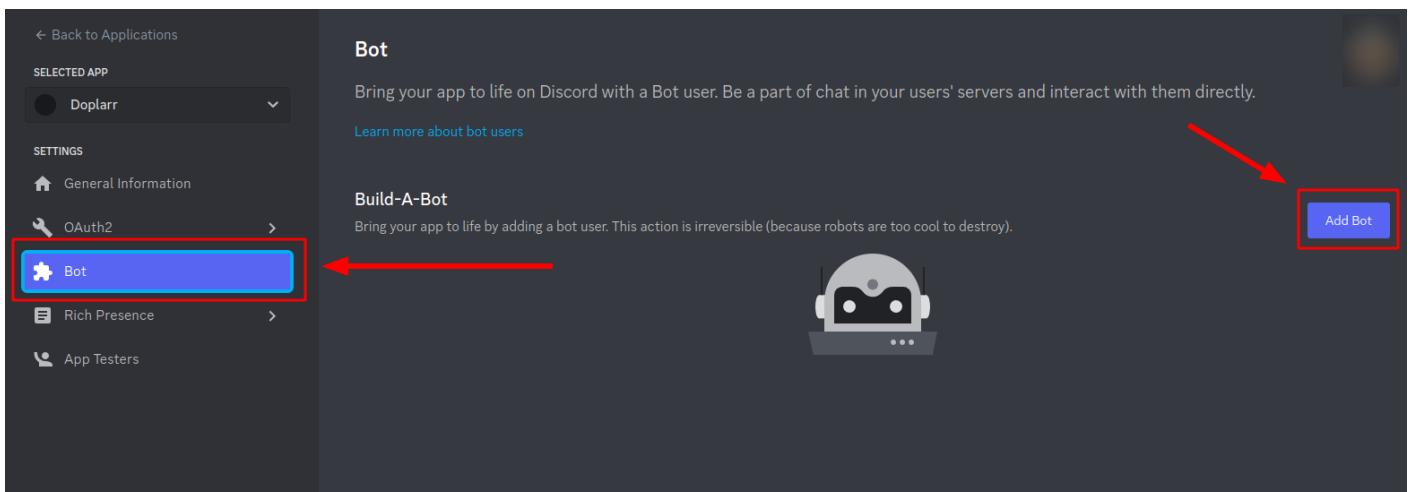 ← Back to Applications
SELECTED APP
Doplarr
SETTINGS
General Information
OAuth2
Bot
Rich Presence
App Testers
Bot
Bring your app to life on Discord with a Bot user. Be a part of chat in your users' servers and interact with them directly.
Learn more about bot users
Build-A-Bot
Bring your app to life by adding a bot user. This action is irreversible (because robots are too cool to destroy).
Add Bot